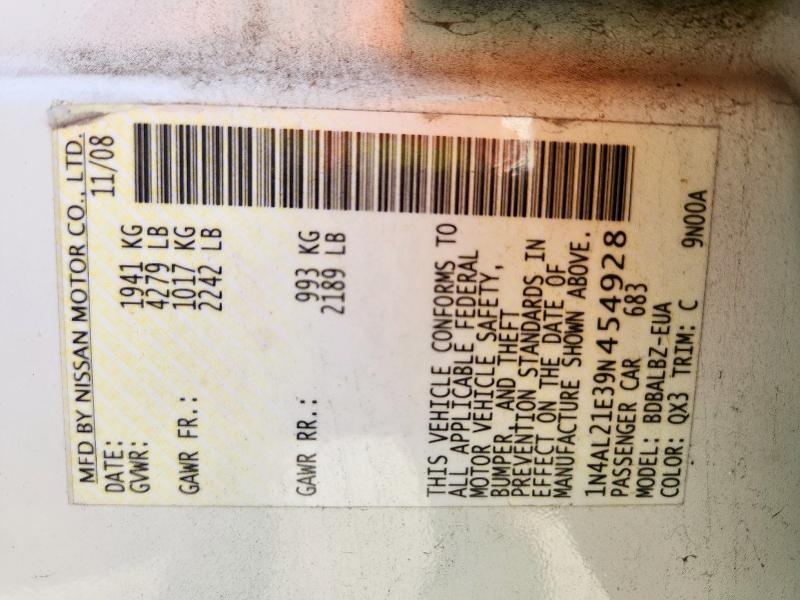 MFD BY NISSAN MOTOR CO., LTD.
DATE: 11/08
GVWR: 1941 KG
4279 LB
GAWR FR.: 1017 KG
2242 LB
GAWR RR.: 993 KG
2189 LB
THIS VEHICLE CONFORMS TO
ALL APPLICABLE FEDERAL
MOTOR VEHICLE SAFETY,
BUMPER, AND THEFT
PREVENTION STANDARDS IN
EFFECT ON THE DATE OF
MANUFACTURE SHOWN ABOVE.
1N4AL21E39N454928
PASSENGER CAR 683
MODEL: BDBALBZ-EUA
COLOR: QX3 TRIM: C 9N00A